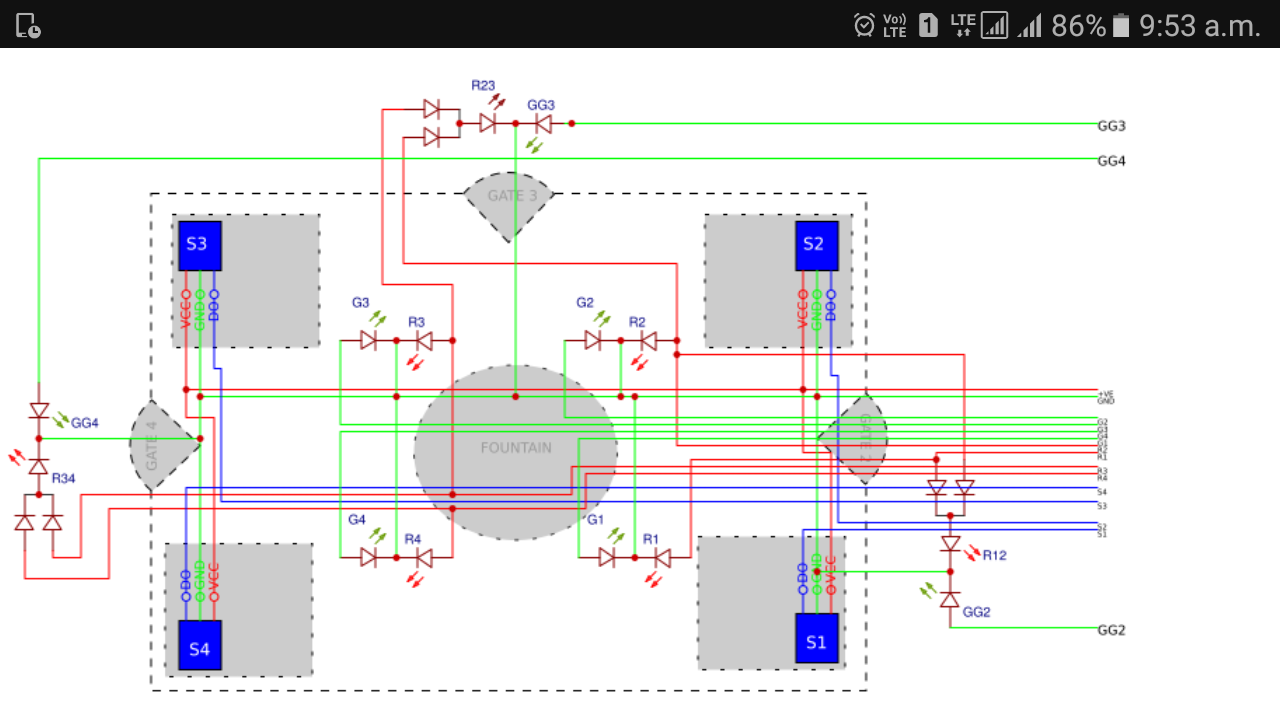 Vo)) LTE 1 LTE 86% 9:53 a.m.
R23
GG3
GG3
GG4
GATE 3
S3
S2
VCC
GND
DO
VCC
GND
DO
G3
R3
G2
R2
+VE
GND
GG4
GATE 4
FOUNTAIN
GATE 2
G2
G3
G4
G1
R2
R1
R3
R4
R34
S4
S3
G4
R4
G1
R1
S2
S1
R12
DO
GND
VCC
DO
GND
VCC
GG2
GG2
S4
S1